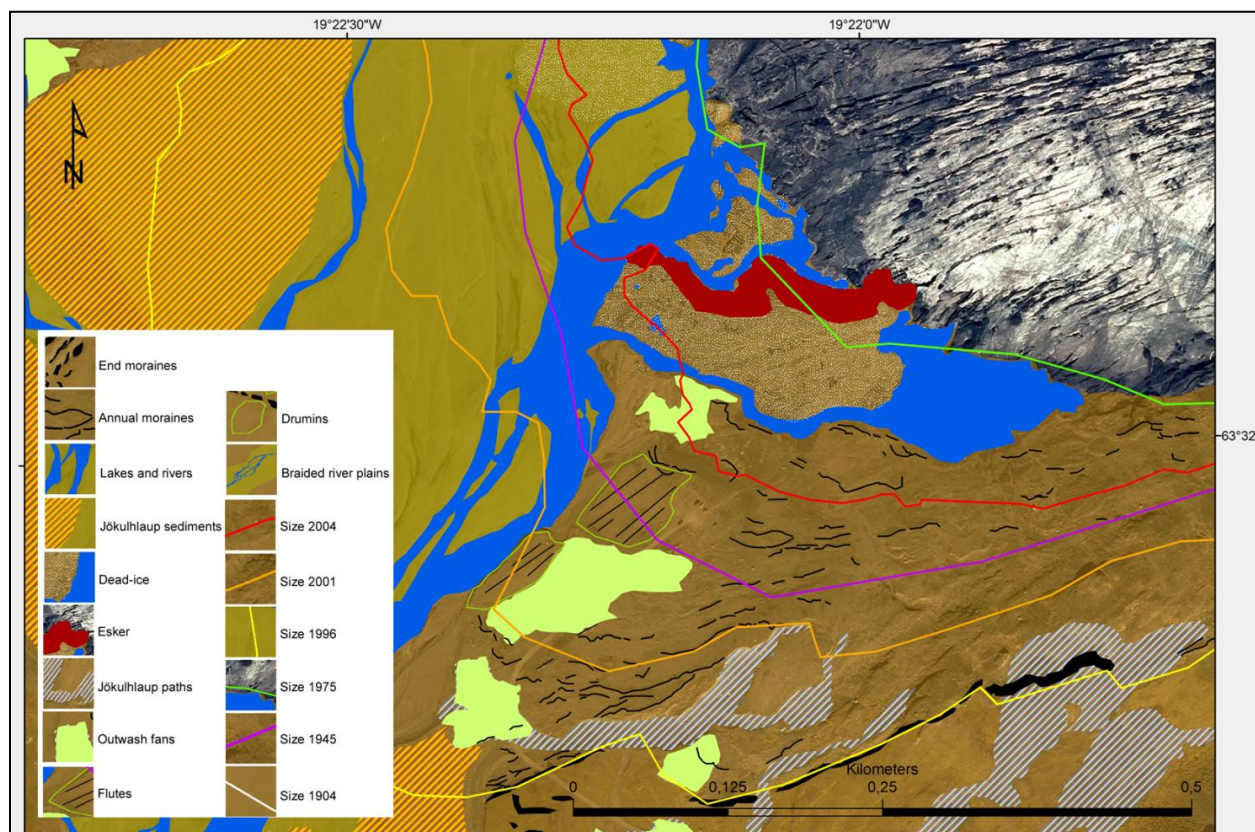 19°22'30"W
19°22'0"W
N
63°32
End moraines
Annual moraines
Lakes and rivers
Jökulhlaup sediments
Dead-ice
Esker
Jökulhlaup paths
Outwash fans
Flutes
Drumins
Braided river plains
Size 2004
Size 2001
Size 1996
Size 1975
Size 1945
Size 1904
Kilometers
0
0,125
0,25
0,5